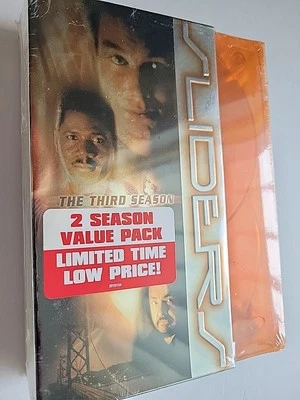 SLIDERS
THE THIRD SEASON
2 SEASON
VALUE PACK
LIMITED TIME
LOW PRICE!